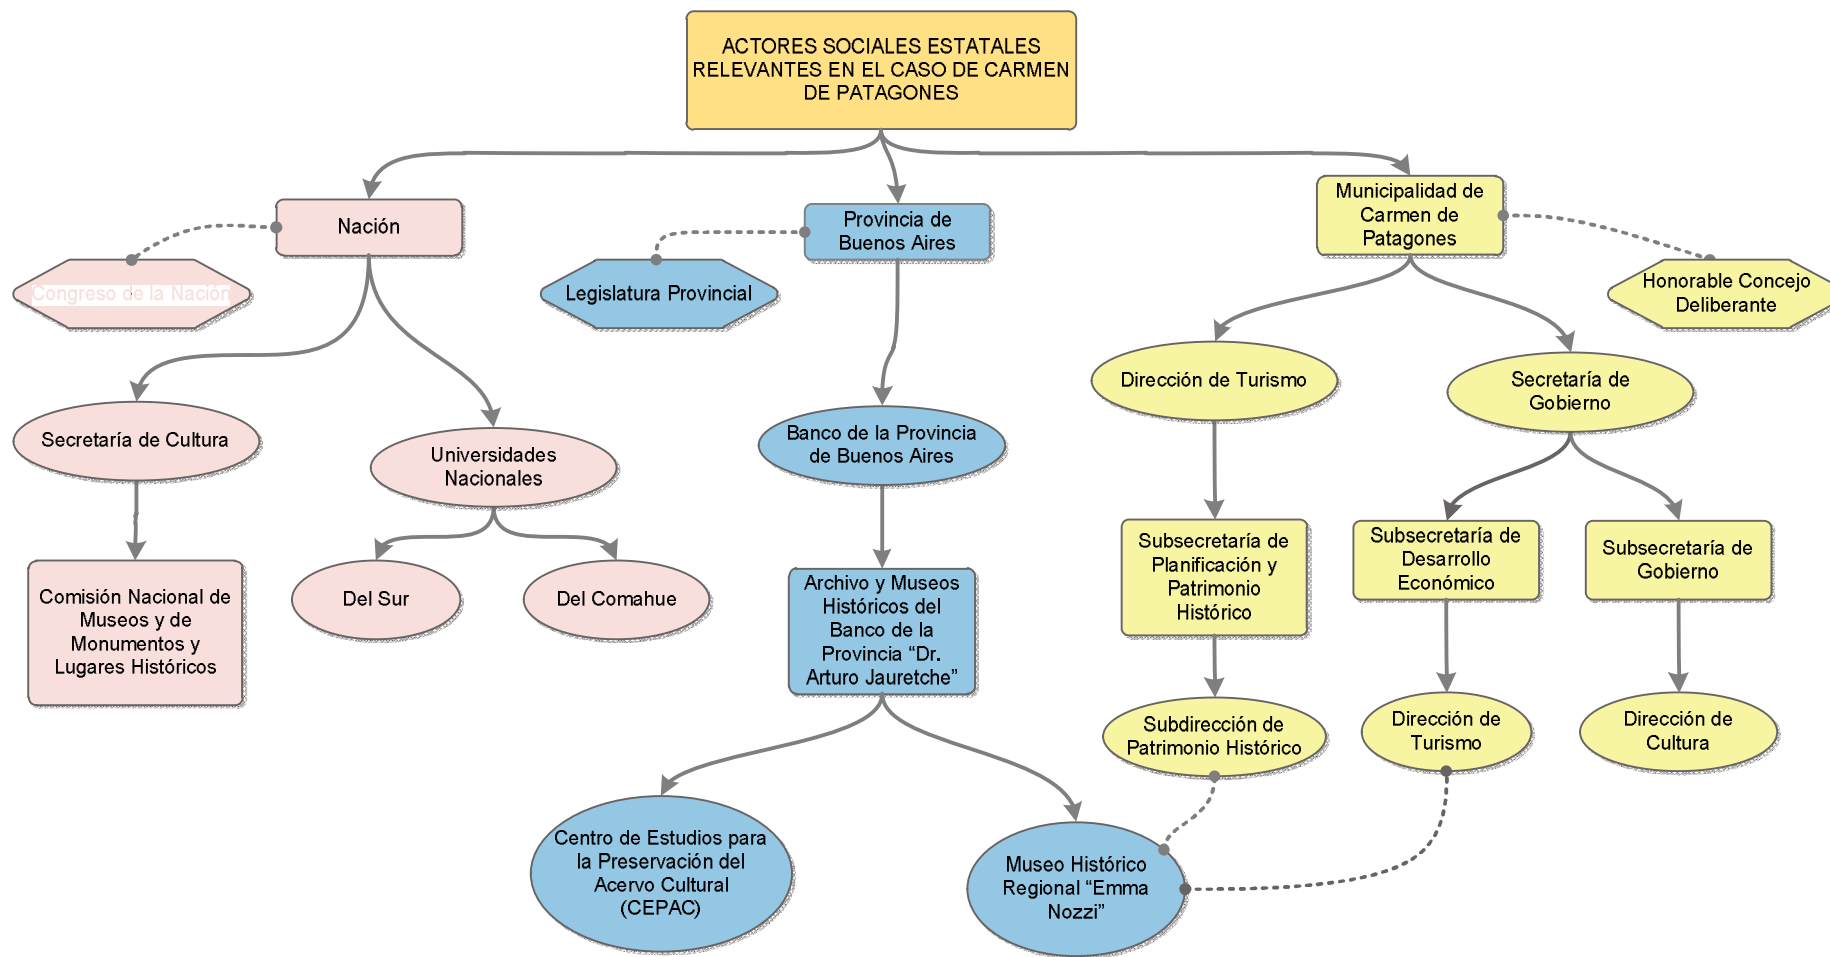 ACTORES SOCIALES ESTATALES
RELEVANTES EN EL CASO DE CARMEN
DE PATAGONES
Nación
Provincia de
Buenos Aires
Municipalidad de
Carmen de
Patagones
Congreso de la Nación
Legislatura Provincial
Honorable Concejo
Deliberante
Dirección de Turismo
Secretaría de
Gobierno
Secretaría de Cultura
Universidades
Nacionales
Banco de la Provincia
de Buenos Aires
Comisión Nacional de
Museos y de
Monumentos y
Lugares Históricos
Del Sur
Del Comahue
Archivo y Museos
Históricos del
Banco de la
Provincia “Dr.
Arturo Jauretche”
Subsecretaría de
Planificación y
Patrimonio
Histórico
Subsecretaría de
Desarrollo
Económico
Subsecretaría de
Gobierno
Subdirección de
Patrimonio Histórico
Dirección de
Turismo
Dirección de
Cultura
Centro de Estudios para
la Preservación del
Acervo Cultural
(CEPAC)
Museo Histórico
Regional “Emma
Nozzi”